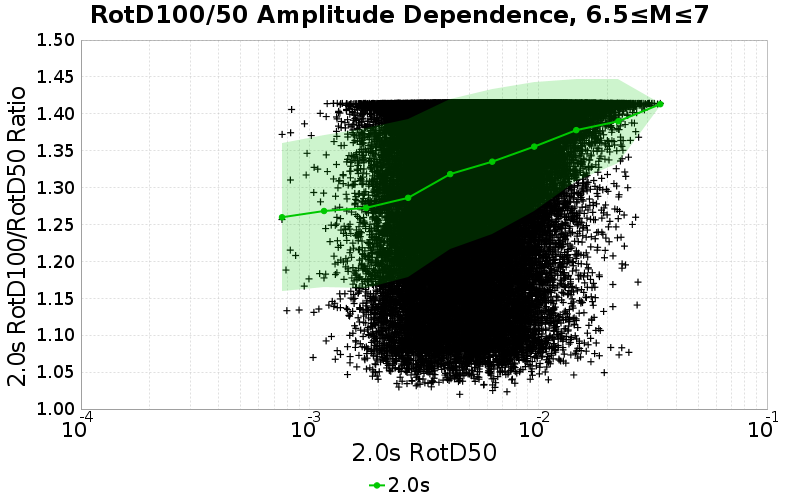 RotD100/50 Amplitude Dependence, 6.5≤M≤7
2.0s RotD100/RotD50 Ratio
1.50
1.45
1.40
1.35
1.30
1.25
1.20
1.15
1.10
1.05
1.00
10^-4 10^-3 10^-2 10^-1
2.0s RotD50
2.0s